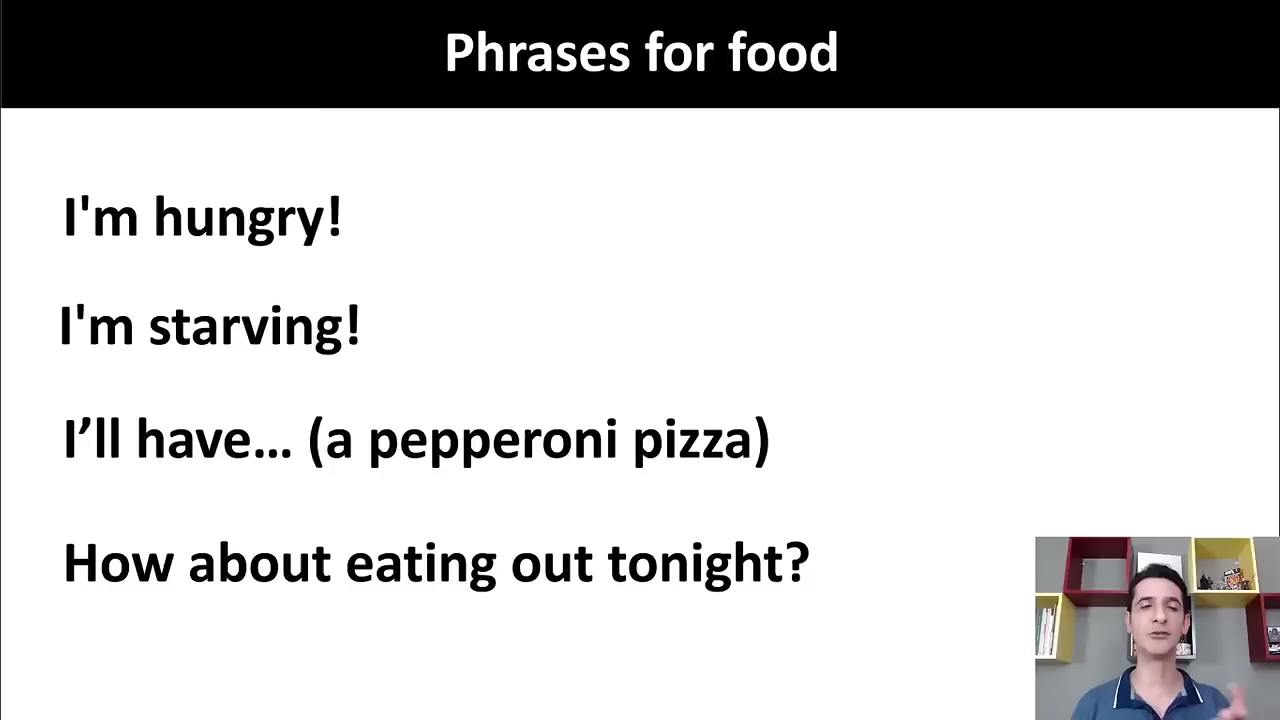 Phrases for food
I'm hungry!
I'm starving!
I’ll have... (a pepperoni pizza)
How about eating out tonight?